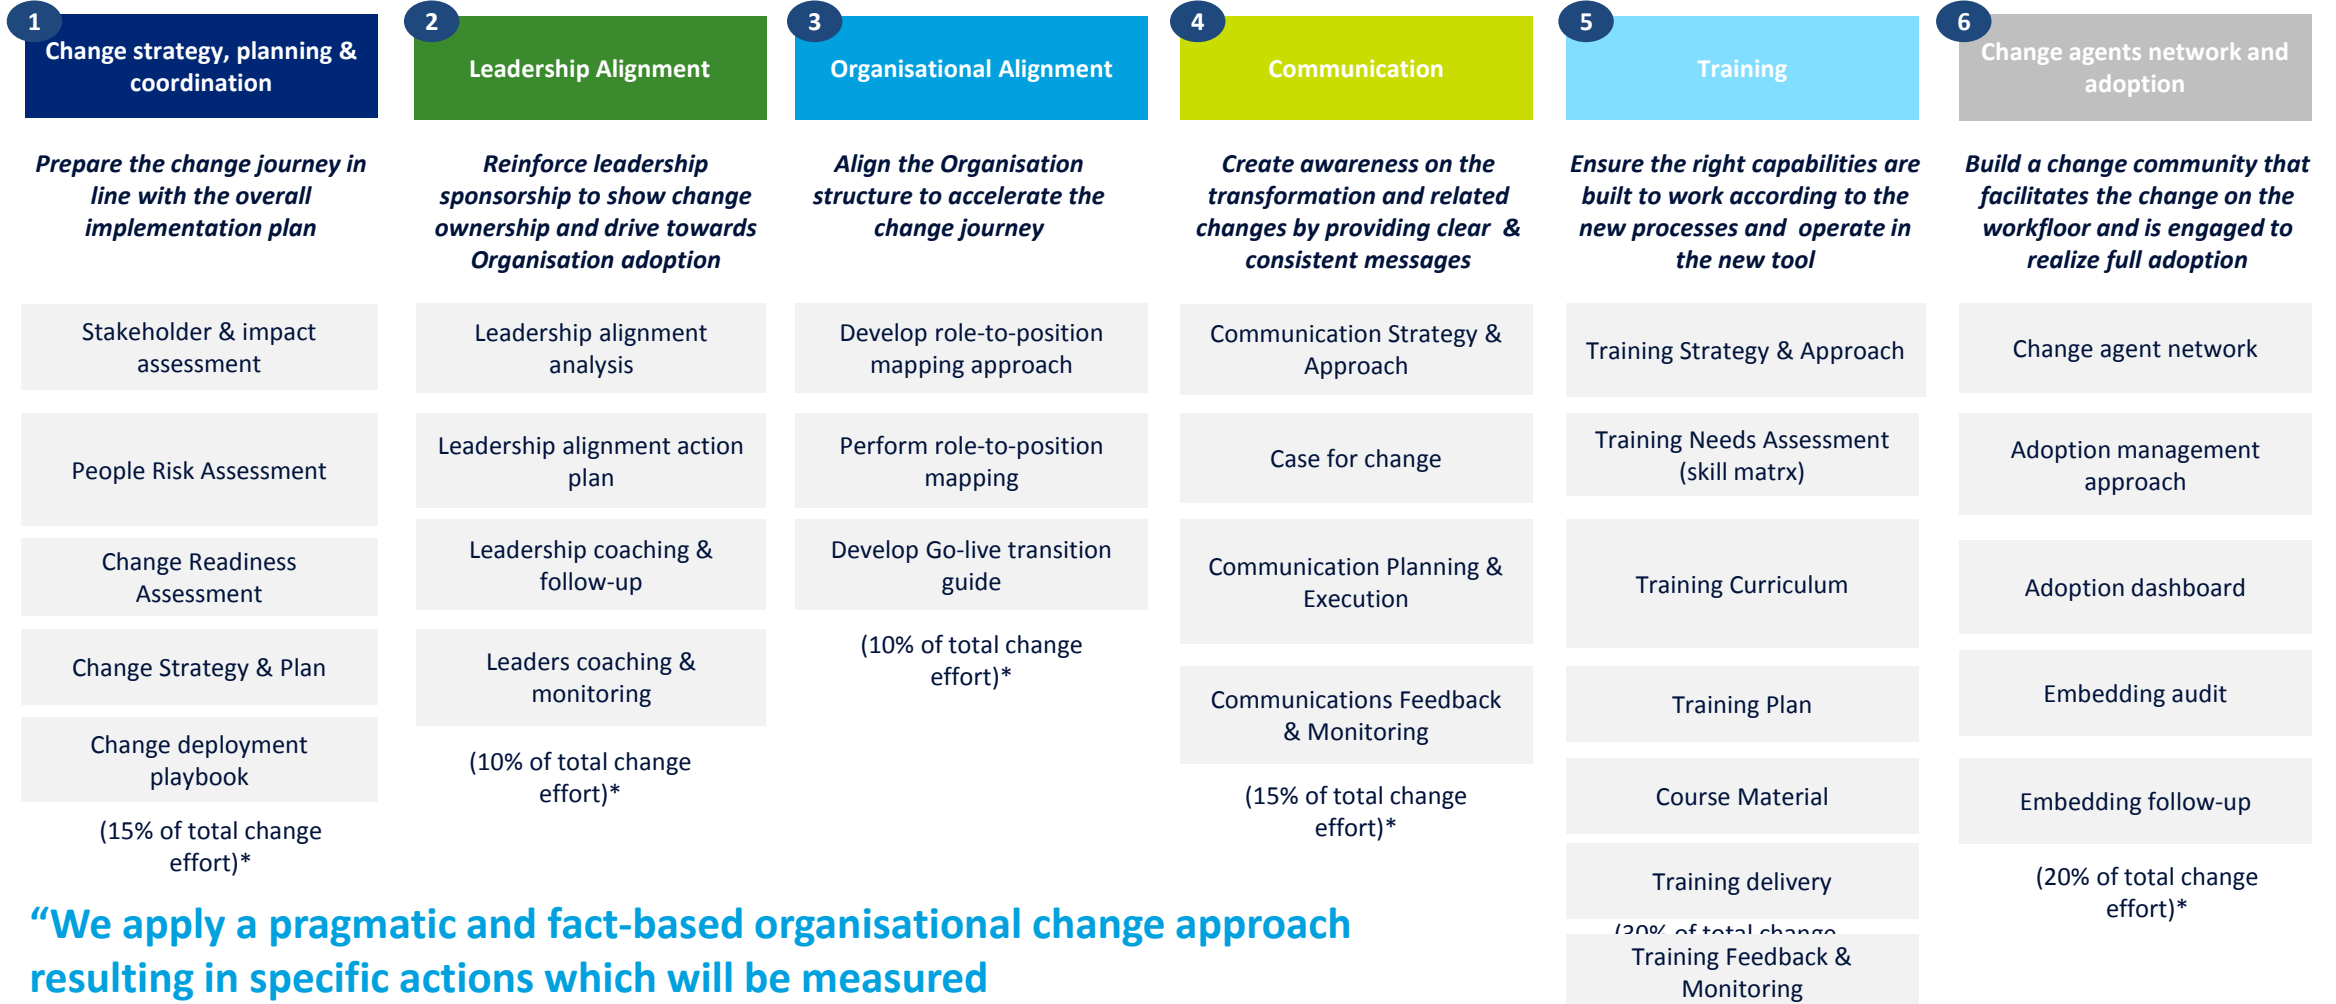 1
Change strategy, planning &
coordination
Prepare the change journey in
line with the overall
implementation plan
Stakeholder & impact
assessment
People Risk Assessment
Change Readiness
Assessment
Change Strategy & Plan
Change deployment
playbook
(15% of total change
effort)*
2
Leadership Alignment
Reinforce leadership
sponsorship to show change
ownership and drive towards
Organisation adoption
Leadership alignment
analysis
Leadership alignment action
plan
Leadership coaching &
follow-up
Leaders coaching &
monitoring
(10% of total change
effort)*
3
Organisational Alignment
Align the Organisation
structure to accelerate the
change journey
Develop role-to-position
mapping approach
Perform role-to-position
mapping
Develop Go-live transition
guide
(10% of total change
effort)*
4
Communication
Create awareness on the
transformation and related
changes by providing clear &
consistent messages
Communication Strategy &
Approach
Case for change
Communication Planning &
Execution
Communications Feedback
& Monitoring
(15% of total change
effort)*
5
Training
Ensure the right capabilities are
built to work according to the
new processes and operate in
the new tool
Training Strategy & Approach
Training Needs Assessment
(skill matrx)
Training Curriculum
Training Plan
Course Material
Training delivery
(30% of total change
Training Feedback &
Monitoring
6
Change agents network and
adoption
Build a change community that
facilitates the change on the
workfloor and is engaged to
realize full adoption
Change agent network
Adoption management
approach
Adoption dashboard
Embedding audit
Embedding follow-up
(20% of total change
effort)*
“We apply a pragmatic and fact-based organisational change approach
resulting in specific actions which will be measured